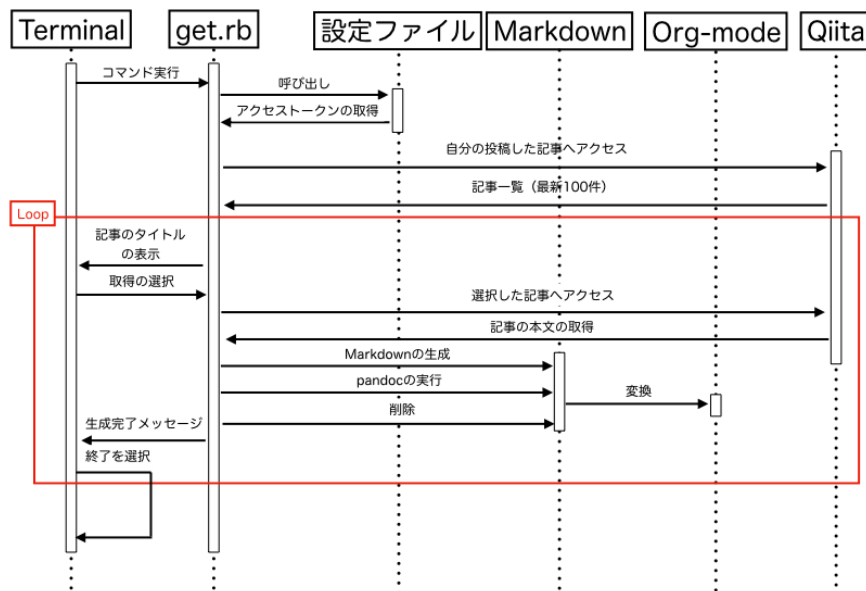 Terminal
get.rb
設定ファイル
Markdown
Org-mode
Qiita
コマンド実行
呼び出し
アクセストークンの取得
自分の投稿した記事へアクセス
記事一覧（最新100件）
Loop
記事のタイトル
の表示
取得の選択
選択した記事へアクセス
記事の本文の取得
Markdownの生成
pandocの実行
変換
削除
生成完了メッセージ
終了を選択